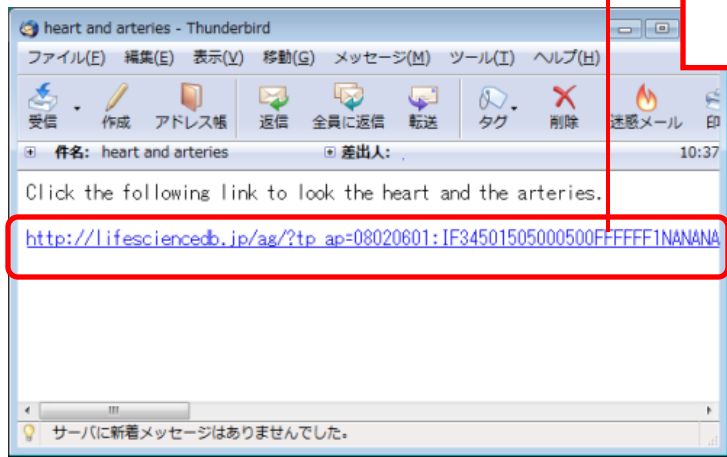 heart and arteries - Thunderbird
ファイル(F) 編集(E) 表示(V) 移動(G) メッセージ(M) ツール(T) ヘルプ(H)
受信 作成 アドレス帳 返信 全員に返信 転送 タグ 削除 迷惑メール 印
件名: heart and arteries 差出人: 10:37
Click the following link to look the heart and the arteries.
http://lifesciencedb.jp/ag/?tp_ap=08020601:IF34501505000500FFFFFF1NANANA
サーバに新着メッセージはありませんでした。